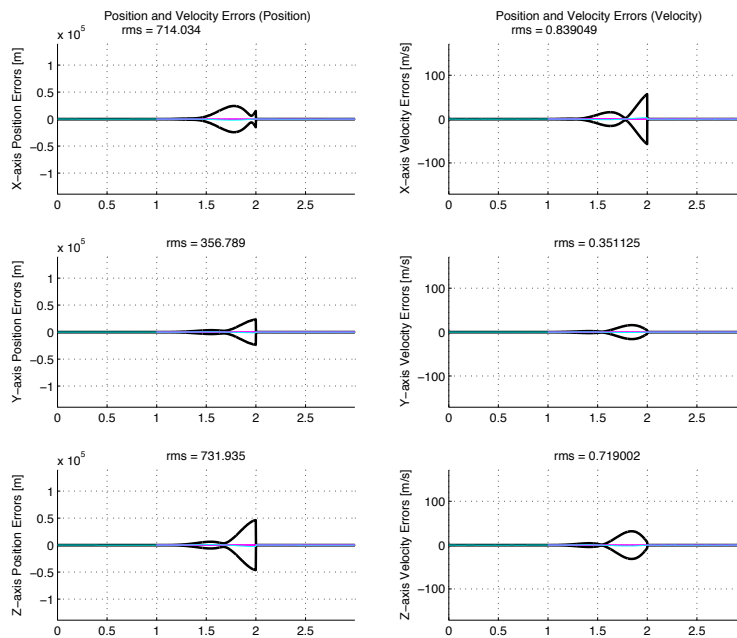 Position and Velocity Errors (Position)
rms = 714.034
x 10^5
X-axis Position Errors [m]
1
0.5
0
−0.5
−1
0 0.5 1 1.5 2 2.5
Position and Velocity Errors (Velocity)
rms = 0.839049
X-axis Velocity Errors [m/s]
100
0
−100
0 0.5 1 1.5 2 2.5
rms = 356.789
x 10^5
Y-axis Position Errors [m]
1
0.5
0
−0.5
−1
0 0.5 1 1.5 2 2.5
rms = 0.351125
Y-axis Velocity Errors [m/s]
100
0
−100
0 0.5 1 1.5 2 2.5
rms = 731.935
x 10^5
Z-axis Position Errors [m]
1
0.5
0
−0.5
−1
0 0.5 1 1.5 2 2.5
rms = 0.719002
Z-axis Velocity Errors [m/s]
100
0
−100
0 0.5 1 1.5 2 2.5